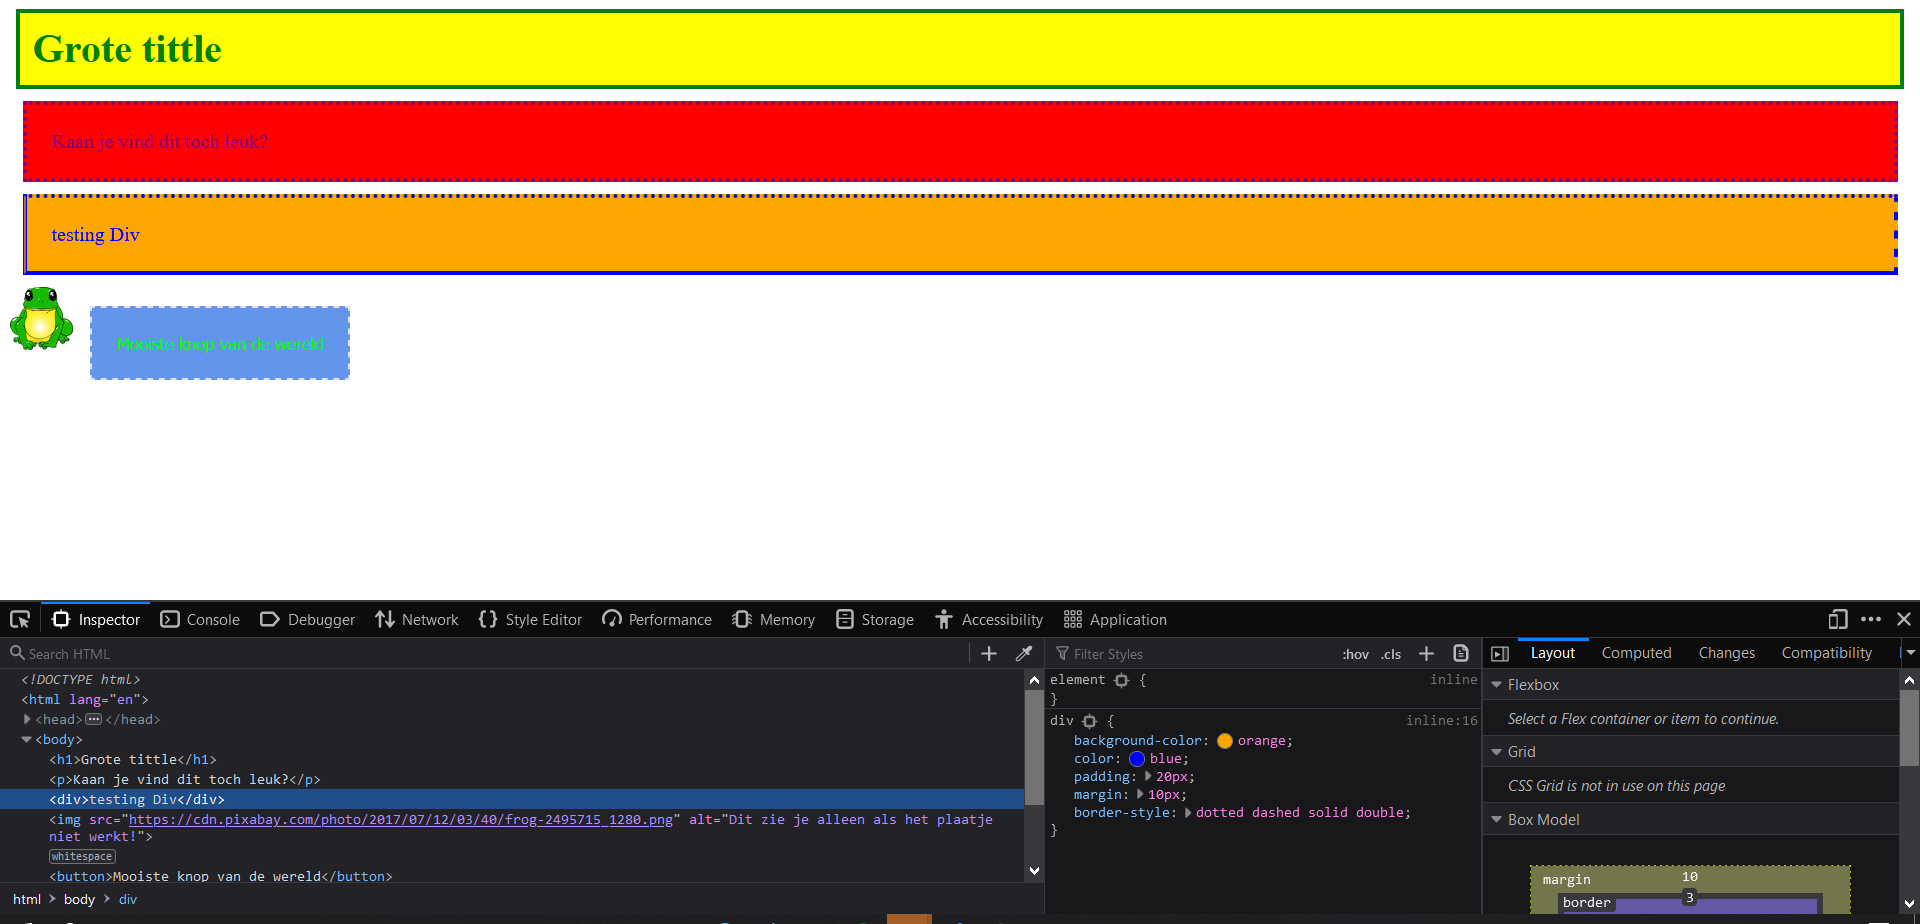 Grote tittle
Kaan je vind dit toch leuk?
testing Div
Mooiste knop van de wereld
Inspector Console Debugger Network Style Editor Performance Memory Storage Accessibility Application
Search HTML
<!DOCTYPE html>
<html lang="en">
<head> ⋯ </head>
<body>
<h1>Grote tittle</h1>
<p>Kaan je vind dit toch leuk?</p>
<div>testing Div</div>
<img src="https://cdn.pixabay.com/photo/2017/07/12/03/40/frog-2495715_1280.png" alt="Dit zie je alleen als het plaatje
niet werkt!">
whitespace
<button>Mooiste knop van de wereld</button>
html > body > div
Filter Styles :hov .cls
element { inline
}
div { inline:16
background-color: orange;
color: blue;
padding: 20px;
margin: 10px;
border-style: dotted dashed solid double;
}
Layout Computed Changes Compatibility
Flexbox
Select a Flex container or item to continue.
Grid
CSS Grid is not in use on this page
Box Model
margin 10
border 3